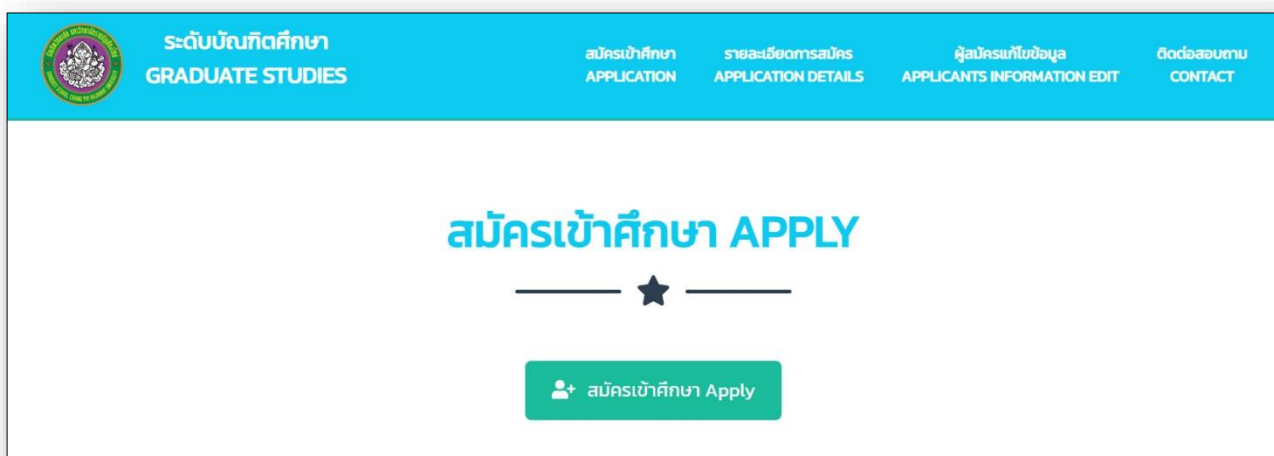 ระดับบัณฑิตศึกษา
GRADUATE STUDIES
สมัครเข้าศึกษา
APPLICATION
รายละเอียดการสมัคร
APPLICATION DETAILS
ผู้สมัครแก้ไขข้อมูล
APPLICANTS INFORMATION EDIT
ติดต่อสอบถาม
CONTACT
สมัครเข้าศึกษา APPLY
สมัครเข้าศึกษา Apply